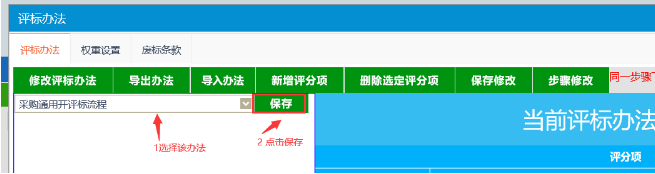 评标办法
评标办法 权重设置 废标条款
修改评标办法 导出办法 导入办法 新增评分项 删除选定评分项 保存修改 步骤修改 同一步骤
采购通用开评标流程 保存
当前评标办法
1选择该办法 2 点击保存
评分项